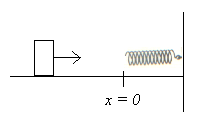 x = 0